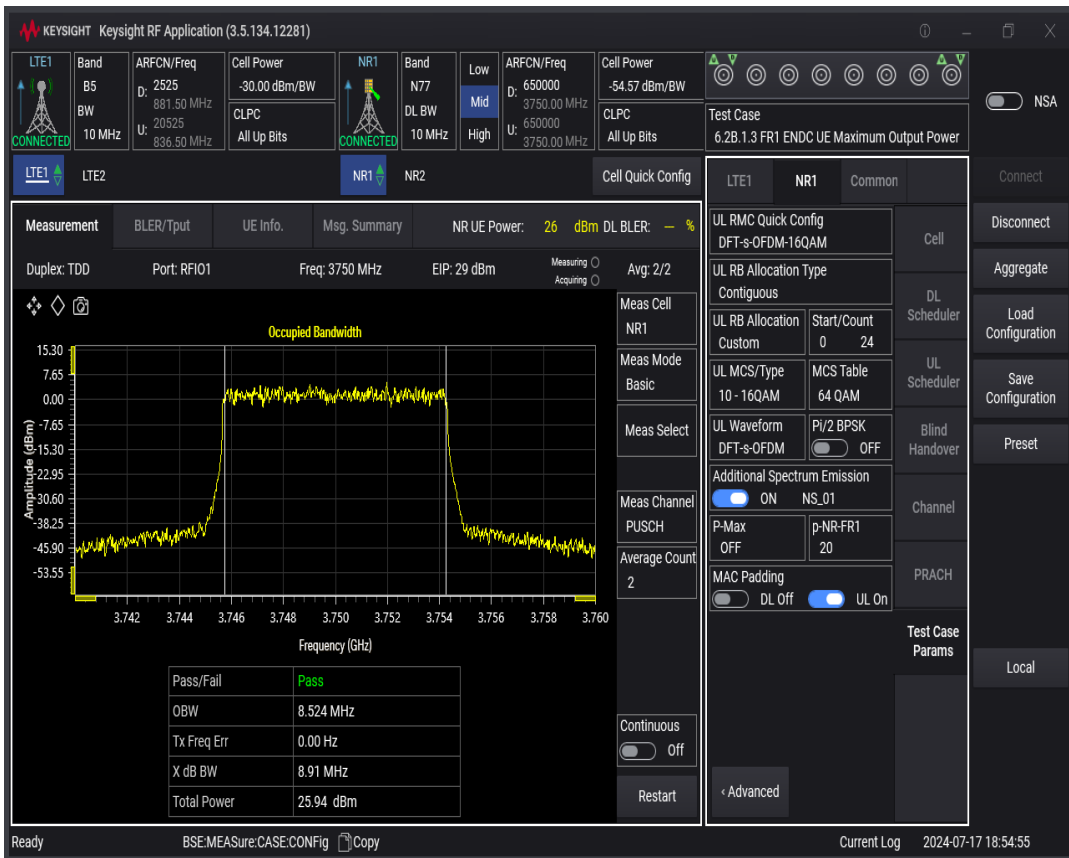 KEYSIGHT Keysight RF Application (3.5.134.12281)
LTE1
CONNECTED
Band
B5
BW
10 MHz
ARFCN/Freq
D: 2525
881.50 MHz
U: 20525
836.50 MHz
Cell Power
-30.00 dBm/BW
CLPC
All Up Bits
NR1
CONNECTED
Band
N77
DL BW
10 MHz
Low
Mid
High
ARFCN/Freq
D: 650000
3750.00 MHz
U: 650000
3750.00 MHz
Cell Power
-54.57 dBm/BW
CLPC
All Up Bits
Test Case
6.2B.1.3 FR1 ENDC UE Maximum Output Power
NSA
LTE1 LTE2 NR1 NR2 Cell Quick Config
Measurement BLER/Tput UE Info. Msg. Summary NR UE Power: 26 dBm DL BLER: — %
Duplex: TDD Port: RFIO1 Freq: 3750 MHz EIP: 29 dBm Measuring Acquiring Avg: 2/2
Occupied Bandwidth
Amplitude (dBm)
15.30
7.65
0.00
-7.65
-15.30
-22.95
-30.60
-38.25
-45.90
-53.55
3.742 3.744 3.746 3.748 3.750 3.752 3.754 3.756 3.758 3.760
Frequency (GHz)
Pass/Fail Pass
OBW 8.524 MHz
Tx Freq Err 0.00 Hz
X dB BW 8.91 MHz
Total Power 25.94 dBm
Meas Cell
NR1
Meas Mode
Basic
Meas Select
Meas Channel
PUSCH
Average Count
2
Continuous
Off
Restart
LTE1 NR1 Common
UL RMC Quick Config
DFT-s-OFDM-16QAM
UL RB Allocation Type
Contiguous
UL RB Allocation
Custom
Start/Count
0 24
UL MCS/Type
10 - 16QAM
MCS Table
64 QAM
UL Waveform
DFT-s-OFDM
Pi/2 BPSK
OFF
Additional Spectrum Emission
ON NS_01
P-Max
OFF
p-NR-FR1
20
MAC Padding
DL Off UL On
‹ Advanced
Cell
DL
Scheduler
UL
Scheduler
Blind
Handover
Channel
PRACH
Test Case
Params
Connect
Disconnect
Aggregate
Load
Configuration
Save
Configuration
Preset
Local
Ready BSE:MEASure:CASE:CONFig Copy Current Log 2024-07-17 18:54:55